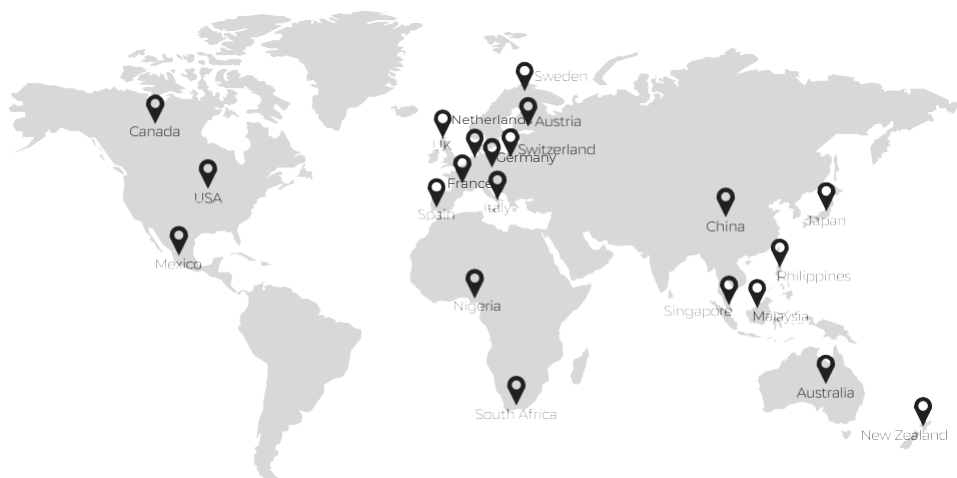 Sweden
Canada
Netherlands
Austria
UK
Switzerland
Germany
USA
France
Spain
Italy
China
Japan
Mexico
Philippines
Nigeria
Singapore
Malaysia
Australia
South Africa
New Zealand